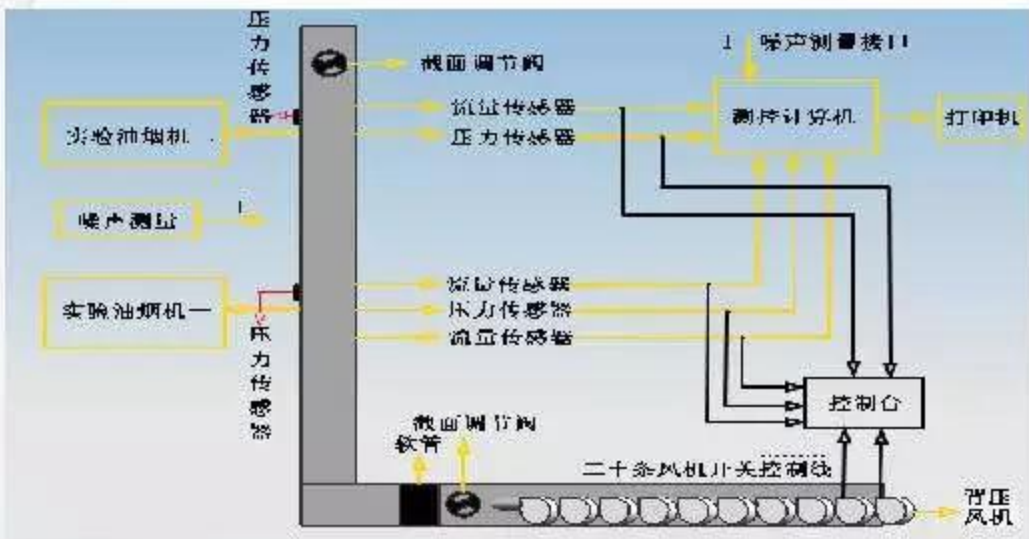 压力传感器
截面调节阀
噪声测量接口
流量传感器
测控计算机
打印机
实验油烟机
压力传感器
噪声测量
流量传感器
实验油烟机一
压力传感器
流量传感器
压力传感器
控制台
截面调节阀
软管
二十条风机开关控制线
背压
风机